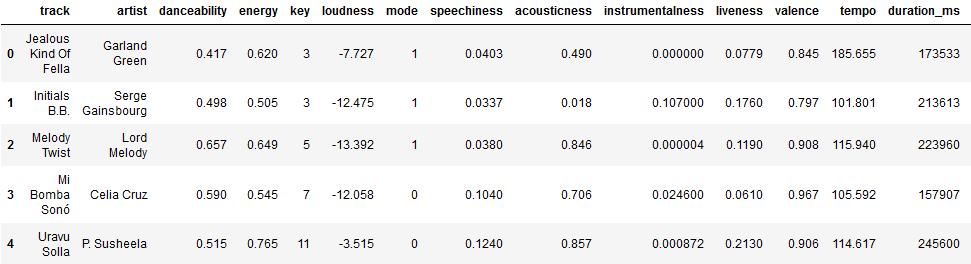 track artist danceability energy key loudness mode speechiness acousticness instrumentalness liveness valence tempo duration_ms
0 Jealous Kind Of Fella Garland Green 0.417 0.620 3 -7.727 1 0.0403 0.490 0.000000 0.0779 0.845 185.655 173533
1 Initials B.B. Serge Gainsbourg 0.498 0.505 3 -12.475 1 0.0337 0.018 0.107000 0.1760 0.797 101.801 213613
2 Melody Twist Lord Melody 0.657 0.649 5 -13.392 1 0.0380 0.846 0.000004 0.1190 0.908 115.940 223960
3 Mi Bomba Sonó Celia Cruz 0.590 0.545 7 -12.058 0 0.1040 0.706 0.024600 0.0610 0.967 105.592 157907
4 Uravu Solla P. Susheela 0.515 0.765 11 -3.515 0 0.1240 0.857 0.000872 0.2130 0.906 114.617 245600